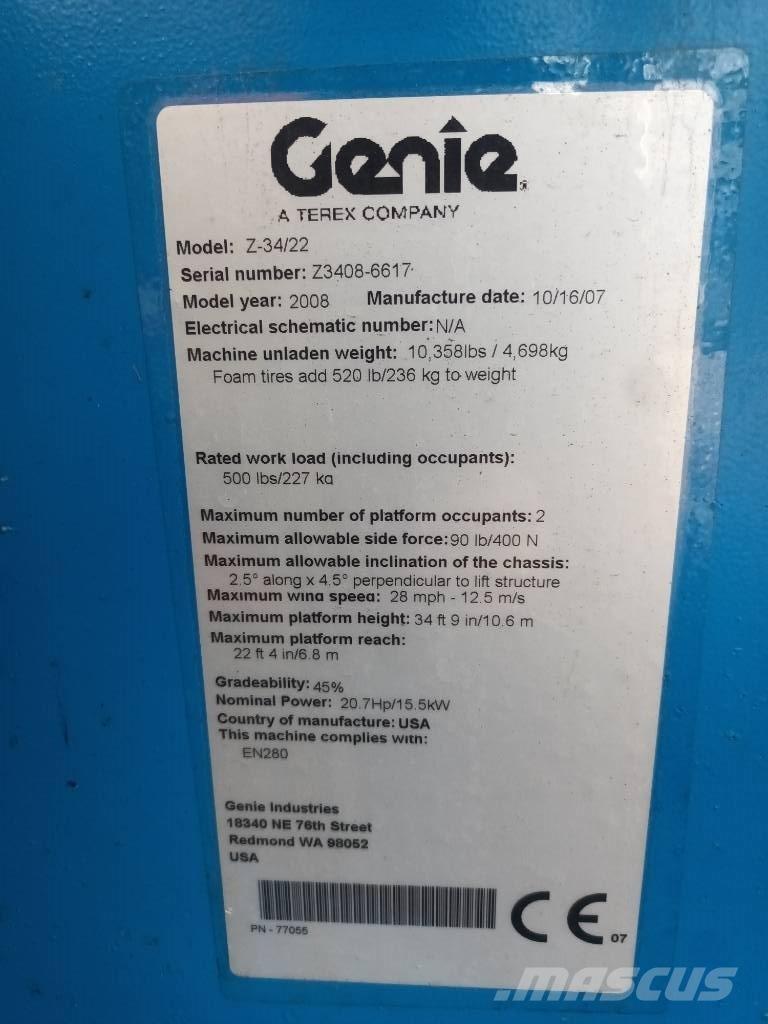 Genie
A TEREX COMPANY
Model: Z-34/22
Serial number: Z3408-6617
Model year: 2008 Manufacture date: 10/16/07
Electrical schematic number: N/A
Machine unladen weight: 10,358lbs / 4,698kg
Foam tires add 520 lb/236 kg to weight
Rated work load (including occupants):
500 lbs/227 kg
Maximum number of platform occupants: 2
Maximum allowable side force: 90 lb/400 N
Maximum allowable inclination of the chassis:
2.5° along x 4.5° perpendicular to lift structure
Maximum wind speed: 28 mph - 12.5 m/s
Maximum platform height: 34 ft 9 in/10.6 m
Maximum platform reach:
22 ft 4 in/6.8 m
Gradeability: 45%
Nominal Power: 20.7Hp/15.5kW
Country of manufacture: USA
This machine complies with:
EN280
Genie Industries
18340 NE 76th Street
Redmond WA 98052
USA
PN - 77055
CE 07
MASCUS